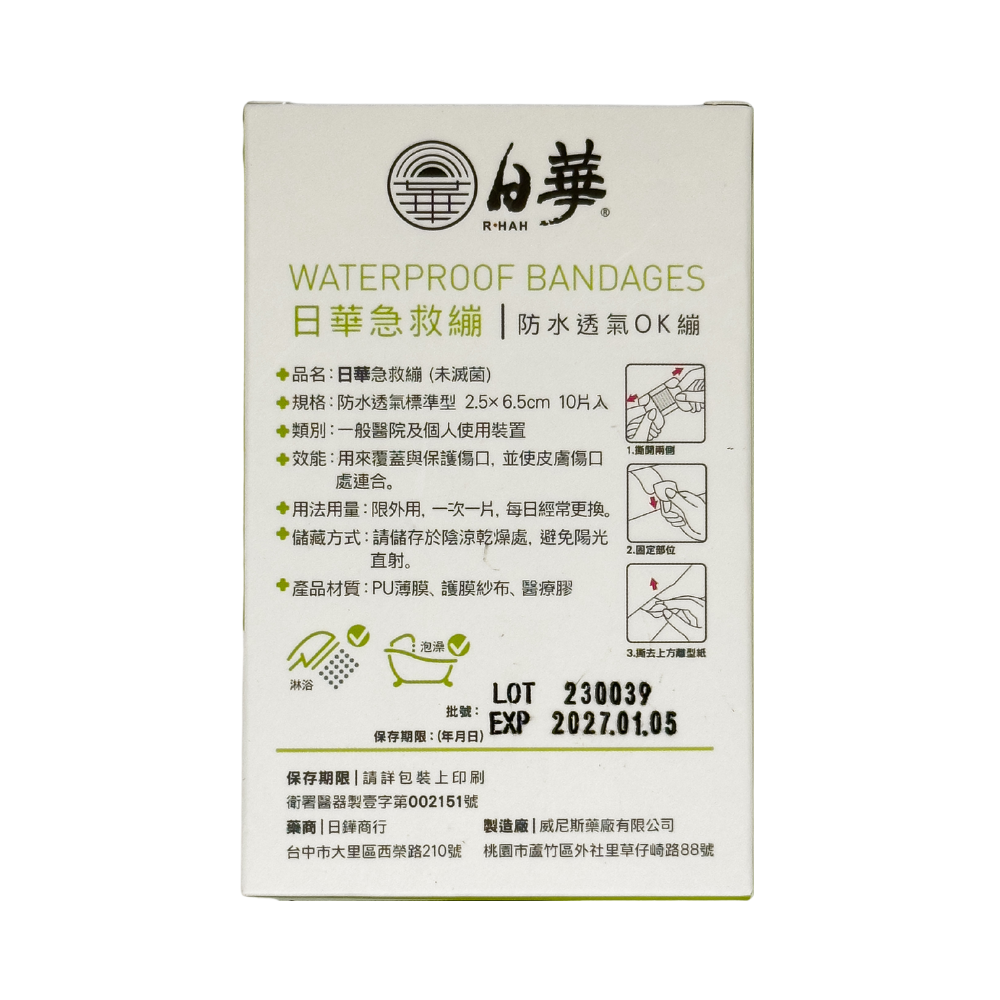 日華®
R·HAH
WATERPROOF BANDAGES
日華急救繃|防水透氣OK繃
品名:日華急救繃 (未滅菌)
規格:防水透氣標準型 2.5×6.5cm 10片入
類別:一般醫院及個人使用裝置
效能:用來覆蓋與保護傷口, 並使皮膚傷口
處連合。
用法用量:限外用, 一次一片, 每日經常更換。
儲藏方式:請儲存於陰涼乾燥處, 避免陽光
直射。
產品材質:PU薄膜、護膜紗布、醫療膠
1.撕開兩側
2.固定部位
3.撕去上方離型紙
淋浴
泡澡
批號: LOT 230039
保存期限:(年月日) EXP 2027.01.05
保存期限|請詳包裝上印刷
衛署醫器製壹字第002151號
藥商|日鏵商行 製造廠|威尼斯藥廠有限公司
台中市大里區西榮路210號 桃園市蘆竹區外社里草仔崎路88號